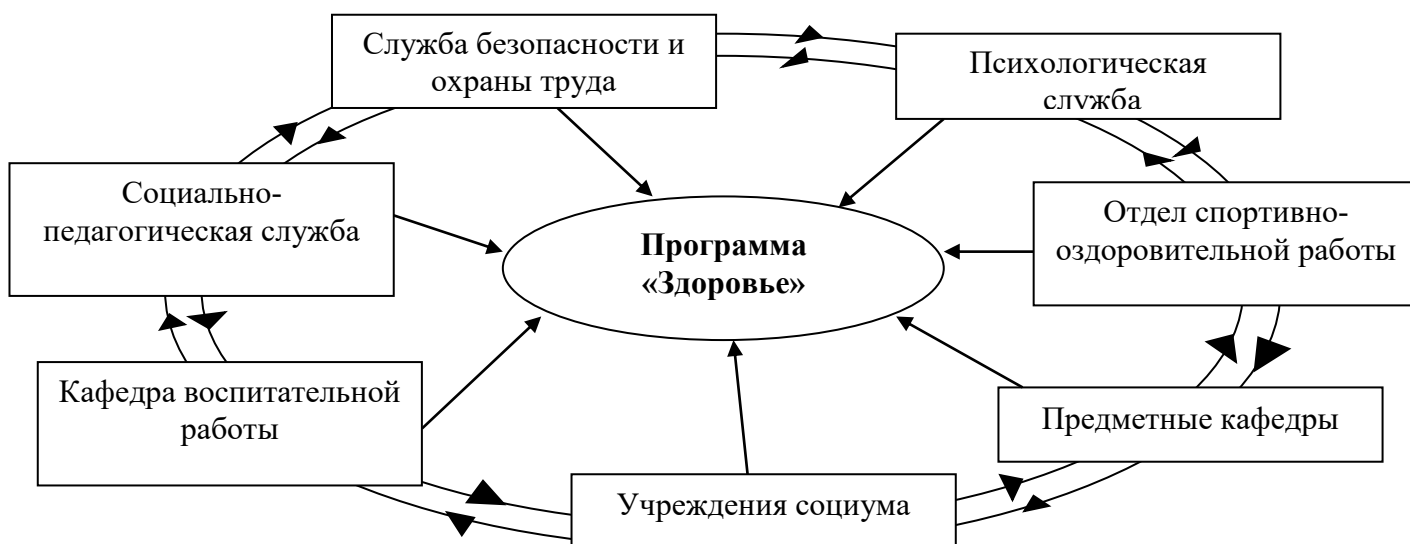 Служба безопасности и
охраны труда
Психологическая
служба
Социально-
педагогическая служба
Отдел спортивно-
оздоровительной работы
Программа
«Здоровье»
Кафедра воспитательной
работы
Предметные кафедры
Учреждения социума